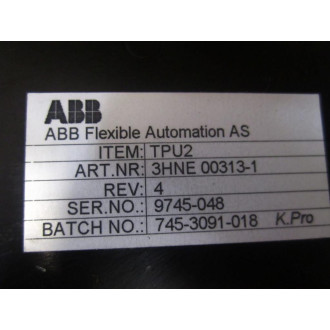 ABB
ABB Flexible Automation AS
ITEM: TPU2
ART.NR: 3HNE 00313-1
REV: 4
SER.NO.: 9745-048
BATCH NO.: 745-3091-018 K.Pro